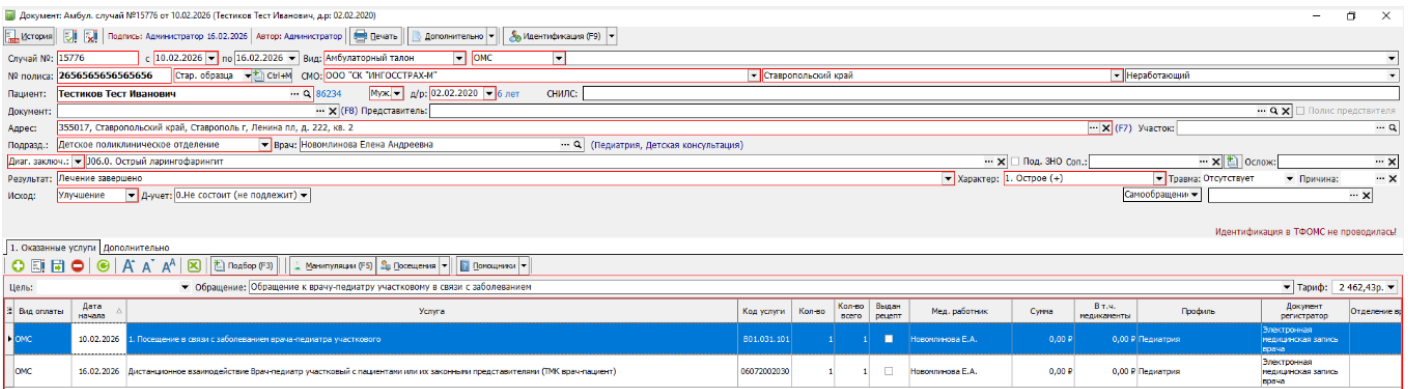 Документ: Амбул. случай №15776 от 10.02.2026 (Тестиков Тест Иванович, д.р: 02.02.2020)
История Подпись: Администратор 16.02.2026 Автор: Администратор Печать Дополнительно Идентификация (F9)
Случай №: 15776 с 10.02.2026 по 16.02.2026 Вид: Амбулаторный талон ОМС
№ полиса: 2656565656565656 Стар. образца Ctrl+M СМО: ООО "СК "ИНГОССТРАХ-М" Ставропольский край Неработающий
Пациент: Тестиков Тест Иванович 86234 Муж. д/р: 02.02.2020 6 лет СНИЛС:
Документ: (F8) Представитель: Полис представителя
Адрес: 355017, Ставропольский край, Ставрополь г, Ленина пл, д. 222, кв. 2 (F7) Участок:
Подразд.: Детское поликлиническое отделение Врач: Новомлинова Елена Андреевна (Педиатрия, Детская консультация)
Диаг. заключ.: J06.0. Острый ларингофарингит Под. ЗНО Соп.: Ослож:
Результат: Лечение завершено Характер: 1. Острое (+) Травма: Отсутствует Причина:
Исход: Улучшение Д-учет: 0.Не состоит (не подлежит) Самообращени
Идентификация в ТФОМС не проводилась!
1. Оказанные услуги Дополнительно
Подбор (F3) Манипуляции (F5) Посещения Помощники
Цель: Обращение: Обращение к врачу-педиатру участковому в связи с заболеванием Тариф: 2 462,43р.
Вид оплаты Дата начала Услуга Код услуги Кол-во Кол-во всего Выдан рецепт Мед. работник Сумма В т.ч. медикаменты Профиль Документ регистратор Отделение вр
ОМС 10.02.2026 1. Посещение в связи с заболеванием врача-педиатра участкового B01.031.101 1 1 Новомлинова Е.А. 0,00 ₽ 0,00 ₽ Педиатрия Электронная медицинская запись врача
ОМС 16.02.2026 Дистанционное взаимодействие Врач-педиатр участковый с пациентами или их законными представителями (ТМК врач-пациент) 06072002030 1 1 Новомлинова Е.А. 0,00 ₽ 0,00 ₽ Педиатрия Электронная медицинская запись врача